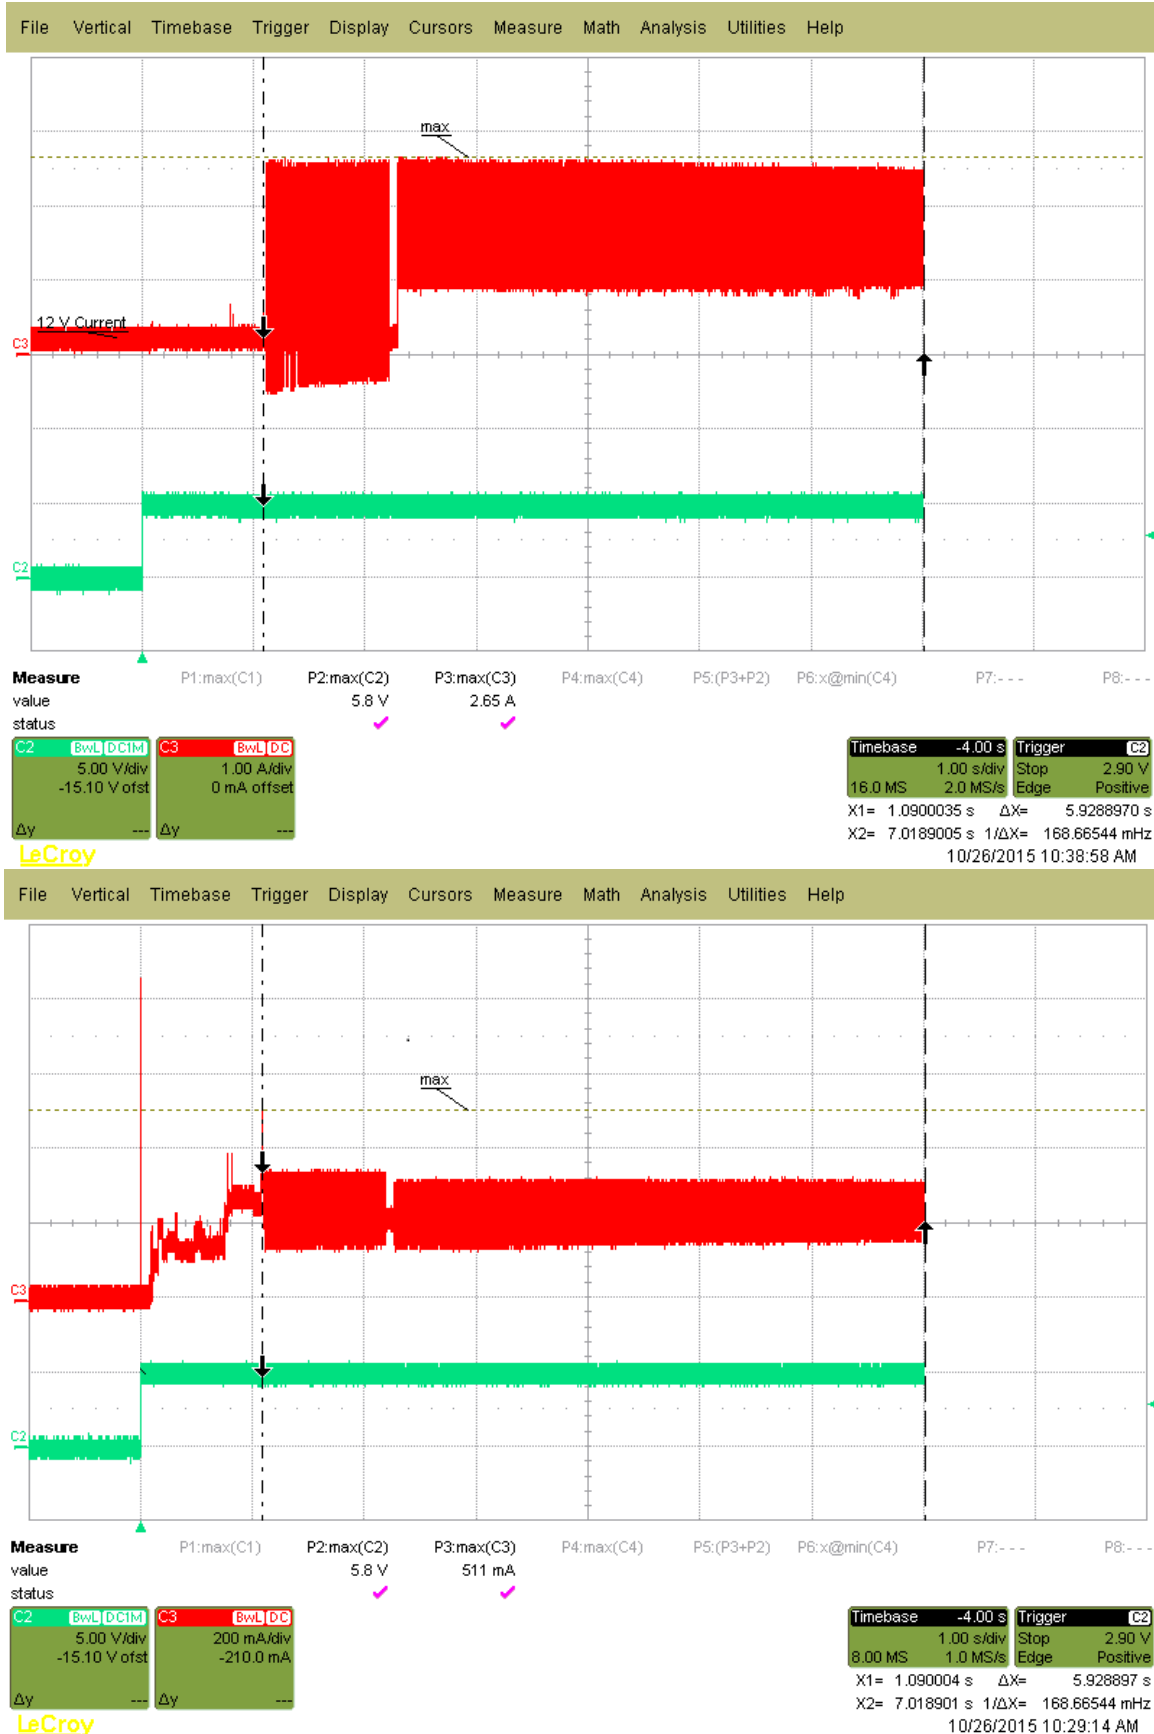 File Vertical Timebase Trigger Display Cursors Measure Math Analysis Utilities Help
max
12 V Current
C3
C2
Measure P1:max(C1) P2:max(C2) P3:max(C3) P4:max(C4) P5:(P3+P2) P6:x@min(C4) P7:- - - P8:- - -
value 5.8 V 2.65 A
status
C2 BwL DC1M C3 BwL DC Timebase -4.00 s Trigger C2
5.00 V/div 1.00 A/div 1.00 s/div Stop 2.90 V
-15.10 V ofst 0 mA offset 16.0 MS 2.0 MS/s Edge Positive
X1= 1.0900035 s ΔX= 5.9288970 s
Δy --- Δy --- X2= 7.0189005 s 1/ΔX= 168.66544 mHz
LeCroy 10/26/2015 10:38:58 AM
File Vertical Timebase Trigger Display Cursors Measure Math Analysis Utilities Help
max
C3
C2
Measure P1:max(C1) P2:max(C2) P3:max(C3) P4:max(C4) P5:(P3+P2) P6:x@min(C4) P7:- - - P8:- - -
value 5.8 V 511 mA
status
C2 BwL DC1M C3 BwL DC Timebase -4.00 s Trigger C2
5.00 V/div 200 mA/div 1.00 s/div Stop 2.90 V
-15.10 V ofst -210.0 mA 8.00 MS 1.0 MS/s Edge Positive
X1= 1.090004 s ΔX= 5.928897 s
Δy --- Δy --- X2= 7.018901 s 1/ΔX= 168.66544 mHz
LeCroy 10/26/2015 10:29:14 AM